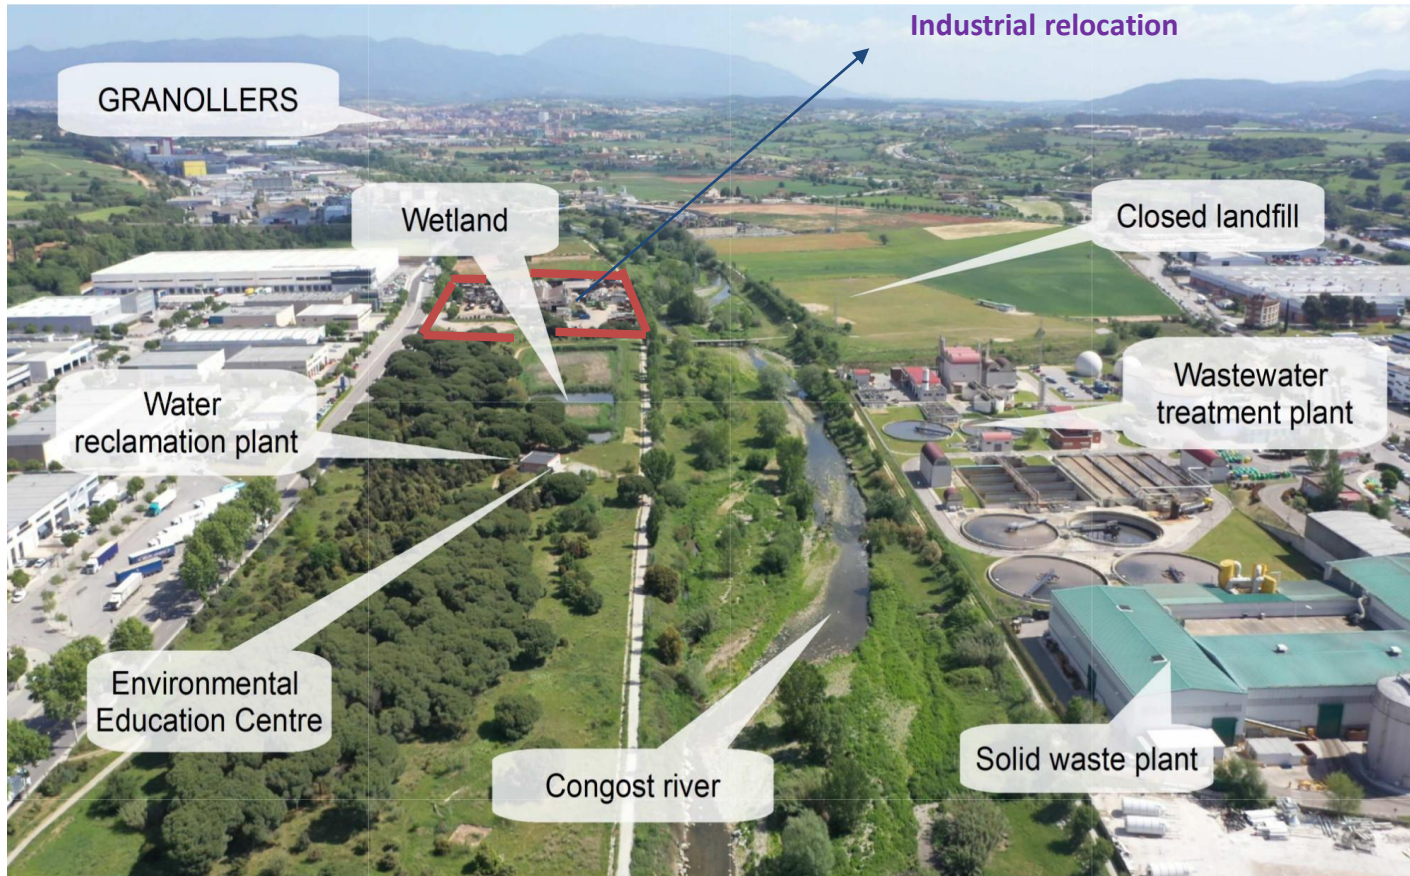 Industrial relocation
GRANOLLERS
Wetland
Closed landfill
Water
reclamation plant
Wastewater
treatment plant
Environmental
Education Centre
Congost river
Solid waste plant